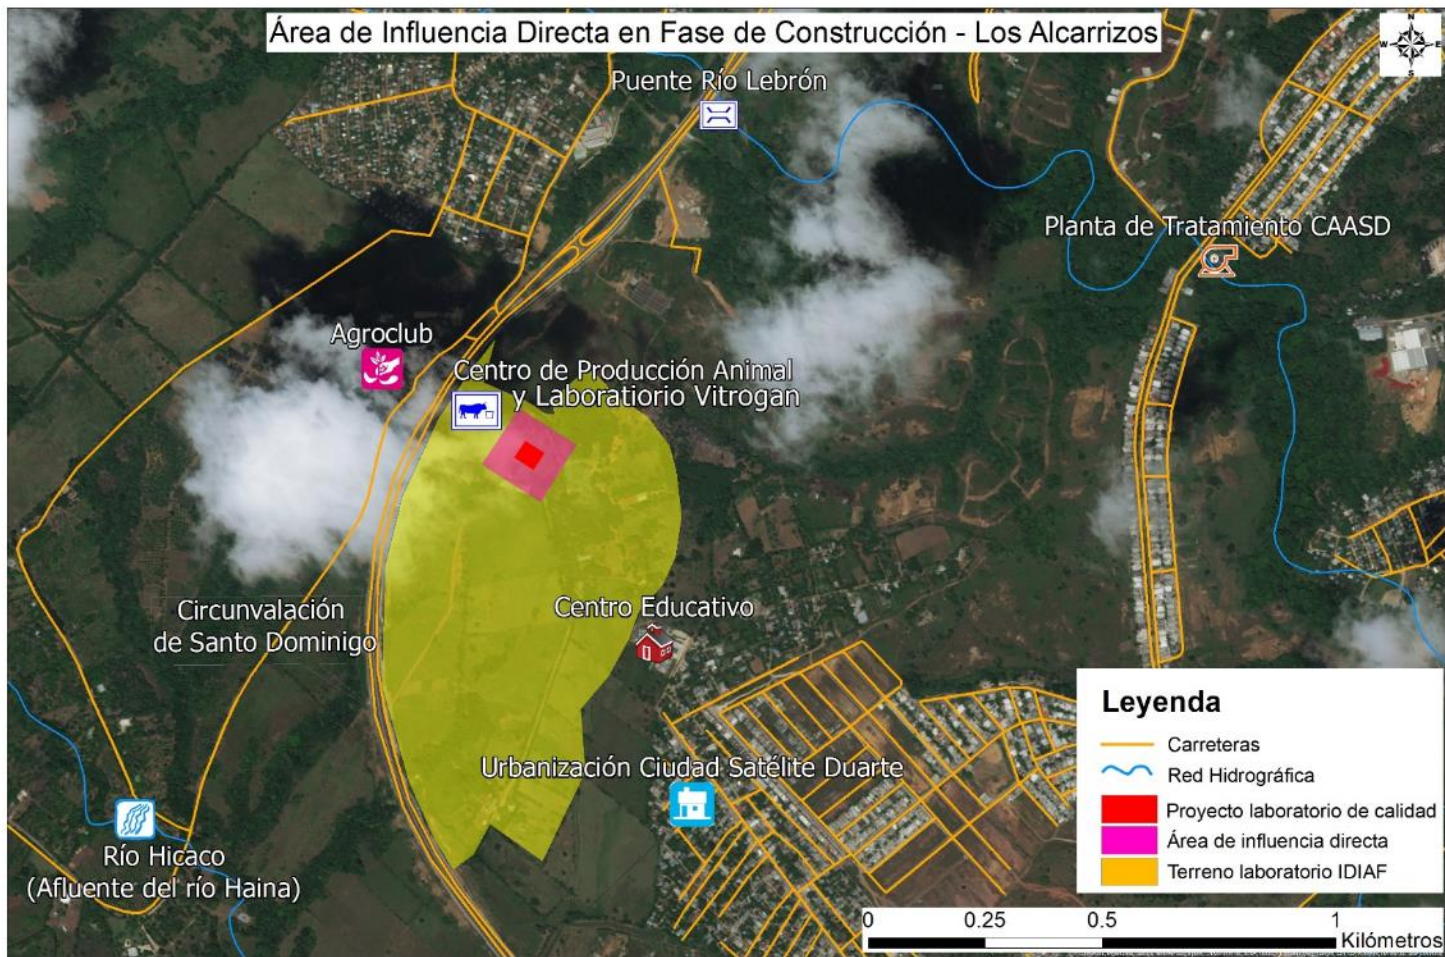 Área de Influencia Directa en Fase de Construcción - Los Alcarrizos
N
W
E
S
Puente Río Lebrón
Planta de Tratamiento CAASD
Agroclub
Centro de Producción Animal
y Laboratiorio Vitrogan
Circunvalación
de Santo Dominigo
Centro Educativo
Urbanización Ciudad Satélite Duarte
Río Hicaco
(Afluente del río Haina)
Leyenda
Carreteras
Red Hidrográfica
Proyecto laboratorio de calidad
Área de influencia directa
Terreno laboratorio IDIAF
0 0.25 0.5 1
Kilómetros